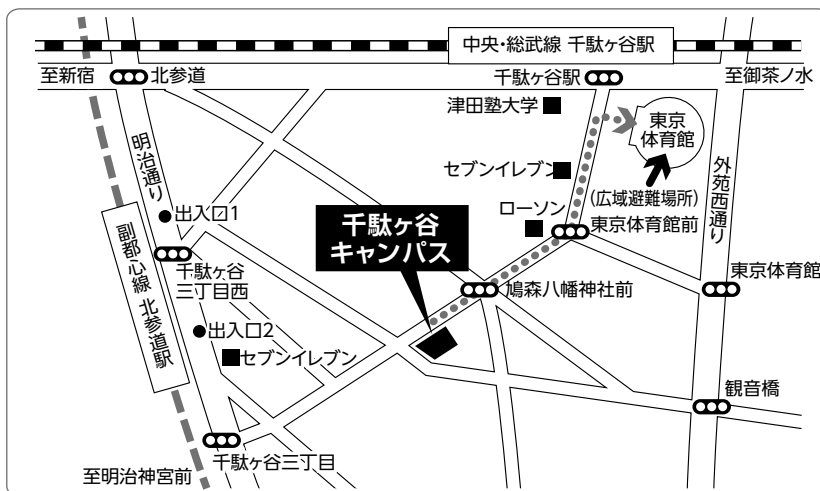 中央・総武線 千駄ヶ谷駅
至新宿
北参道
千駄ヶ谷駅
至御茶ノ水
津田塾大学
東京
体育館
明治通り
セブンイレブン
(広域避難場所)
外苑西通り
出入口1
千駄ヶ谷
キャンパス
ローソン
東京体育館前
副都心線 北参道駅
千駄ヶ谷
三丁目西
鳩森八幡神社前
東京体育館
出入口2
セブンイレブン
観音橋
千駄ヶ谷三丁目
至明治神宮前